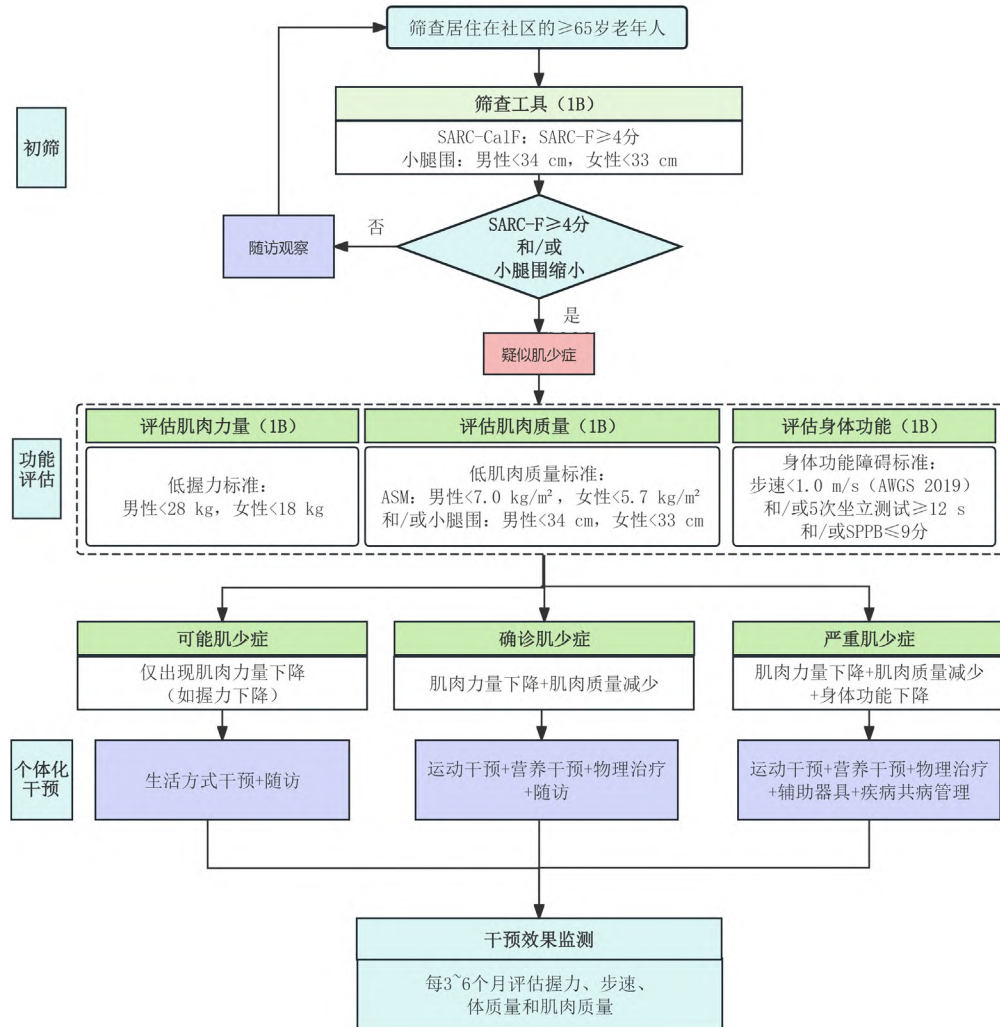 筛查居住在社区的≥65岁老年人
初筛
筛查工具（1B）
SARC-CalF：SARC-F≥4分
小腿围：男性<34 cm，女性<33 cm
SARC-F≥4分
和/或
小腿围缩小
否
随访观察
是
疑似肌少症
功能
评估
评估肌肉力量（1B）
低握力标准：
男性<28 kg，女性<18 kg
评估肌肉质量（1B）
低肌肉质量标准：
ASM：男性<7.0 kg/m²，女性<5.7 kg/m²
和/或小腿围：男性<34 cm，女性<33 cm
评估身体功能（1B）
身体功能障碍标准：
步速<1.0 m/s（AWGS 2019）
和/或5次坐立测试≥12 s
和/或SPPB≤9分
可能肌少症
仅出现肌肉力量下降
（如握力下降）
确诊肌少症
肌肉力量下降+肌肉质量减少
严重肌少症
肌肉力量下降+肌肉质量减少
+身体功能下降
个体化
干预
生活方式干预+随访
运动干预+营养干预+物理治疗
+随访
运动干预+营养干预+物理治疗
+辅助器具+疾病共病管理
干预效果监测
每3~6个月评估握力、步速、
体质量和肌肉质量